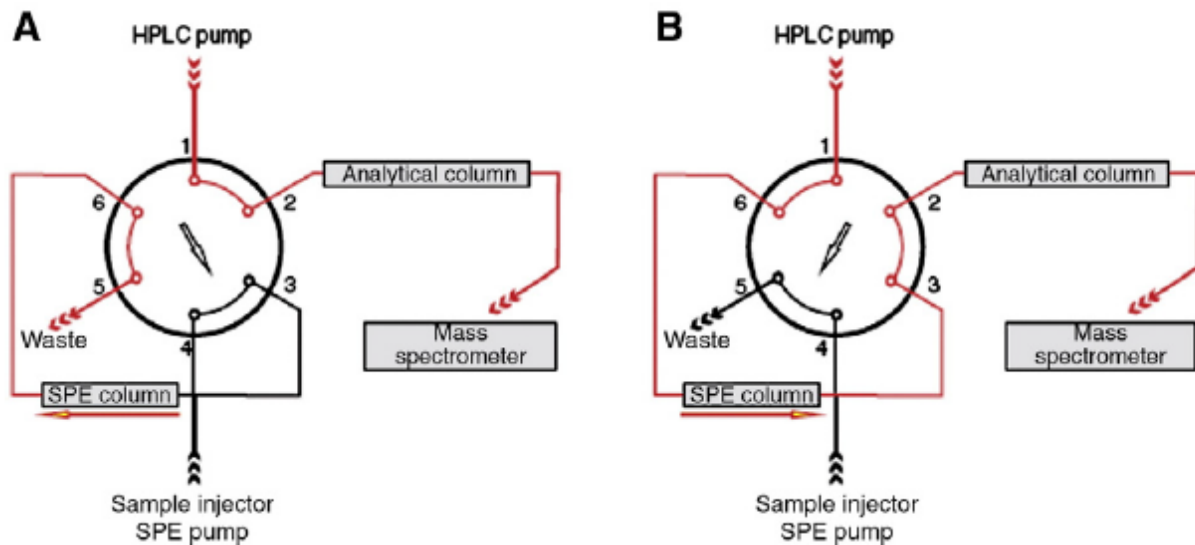 A
HPLC pump
1
2
3
4
5
6
Analytical column
Mass
spectrometer
Waste
SPE column
Sample injector
SPE pump
B
HPLC pump
1
2
3
4
5
6
Analytical column
Mass
spectrometer
Waste
SPE column
Sample injector
SPE pump